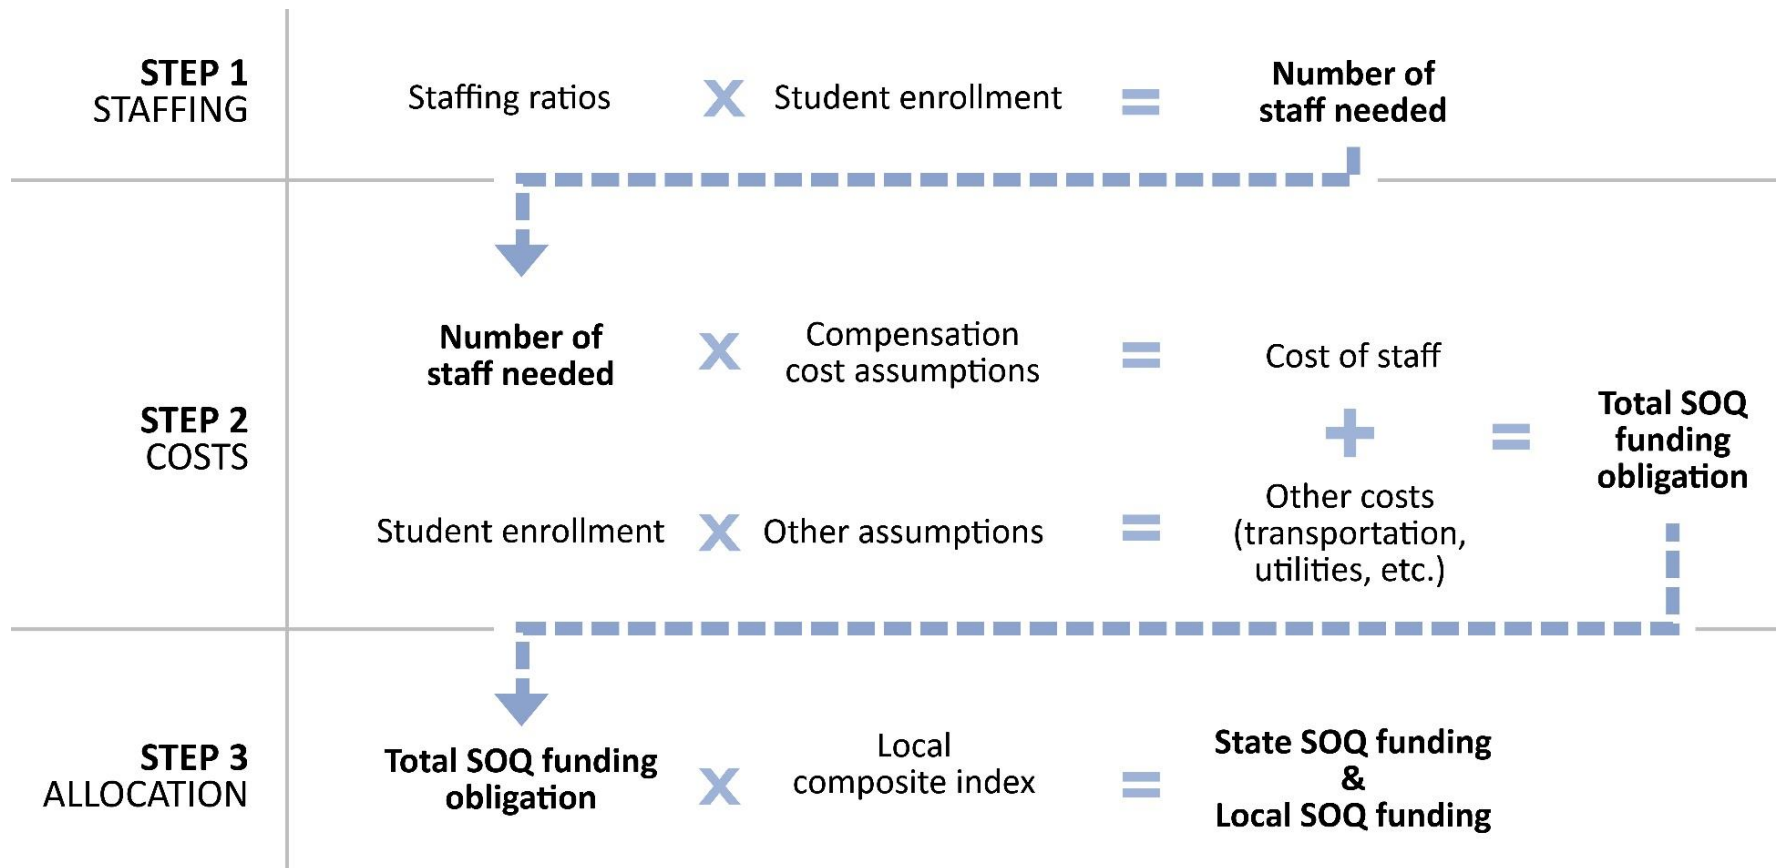 STEP 1
STAFFING
Staffing ratios
X
Student enrollment
=
Number of
staff needed
STEP 2
COSTS
Number of
staff needed
X
Compensation
cost assumptions
=
Cost of staff
+
Student enrollment
X
Other assumptions
=
Other costs
(transportation,
utilities, etc.)
=
Total SOQ
funding
obligation
STEP 3
ALLOCATION
Total SOQ funding
obligation
X
Local
composite index
=
State SOQ funding
&
Local SOQ funding